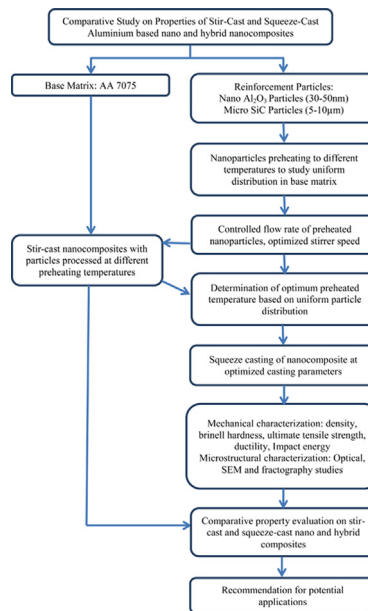 Comparative Study on Properties of Stir-Cast and Squeeze-Cast
Aluminium based nano and hybrid nanocomposites
Base Matrix: AA 7075
Reinforcement Particles:
Nano Al₂O₃ Particles (30-50nm)
Micro SiC Particles (5-10μm)
Nanoparticles preheating to different
temperatures to study uniform
distribution in base matrix
Controlled flow rate of preheated
nanoparticles, optimized stirrer speed
Stir-cast nanocomposites with
particles processed at different
preheating temperatures
Determination of optimum preheated
temperature based on uniform particle
distribution
Squeeze casting of nanocomposite at
optimized casting parameters
Mechanical characterization: density,
brinell hardness, ultimate tensile strength,
ductility, Impact energy
Microstructural characterization: Optical,
SEM and fractography studies
Comparative property evaluation on stir-
cast and squeeze-cast nano and hybrid
composites
Recommendation for potential
applications